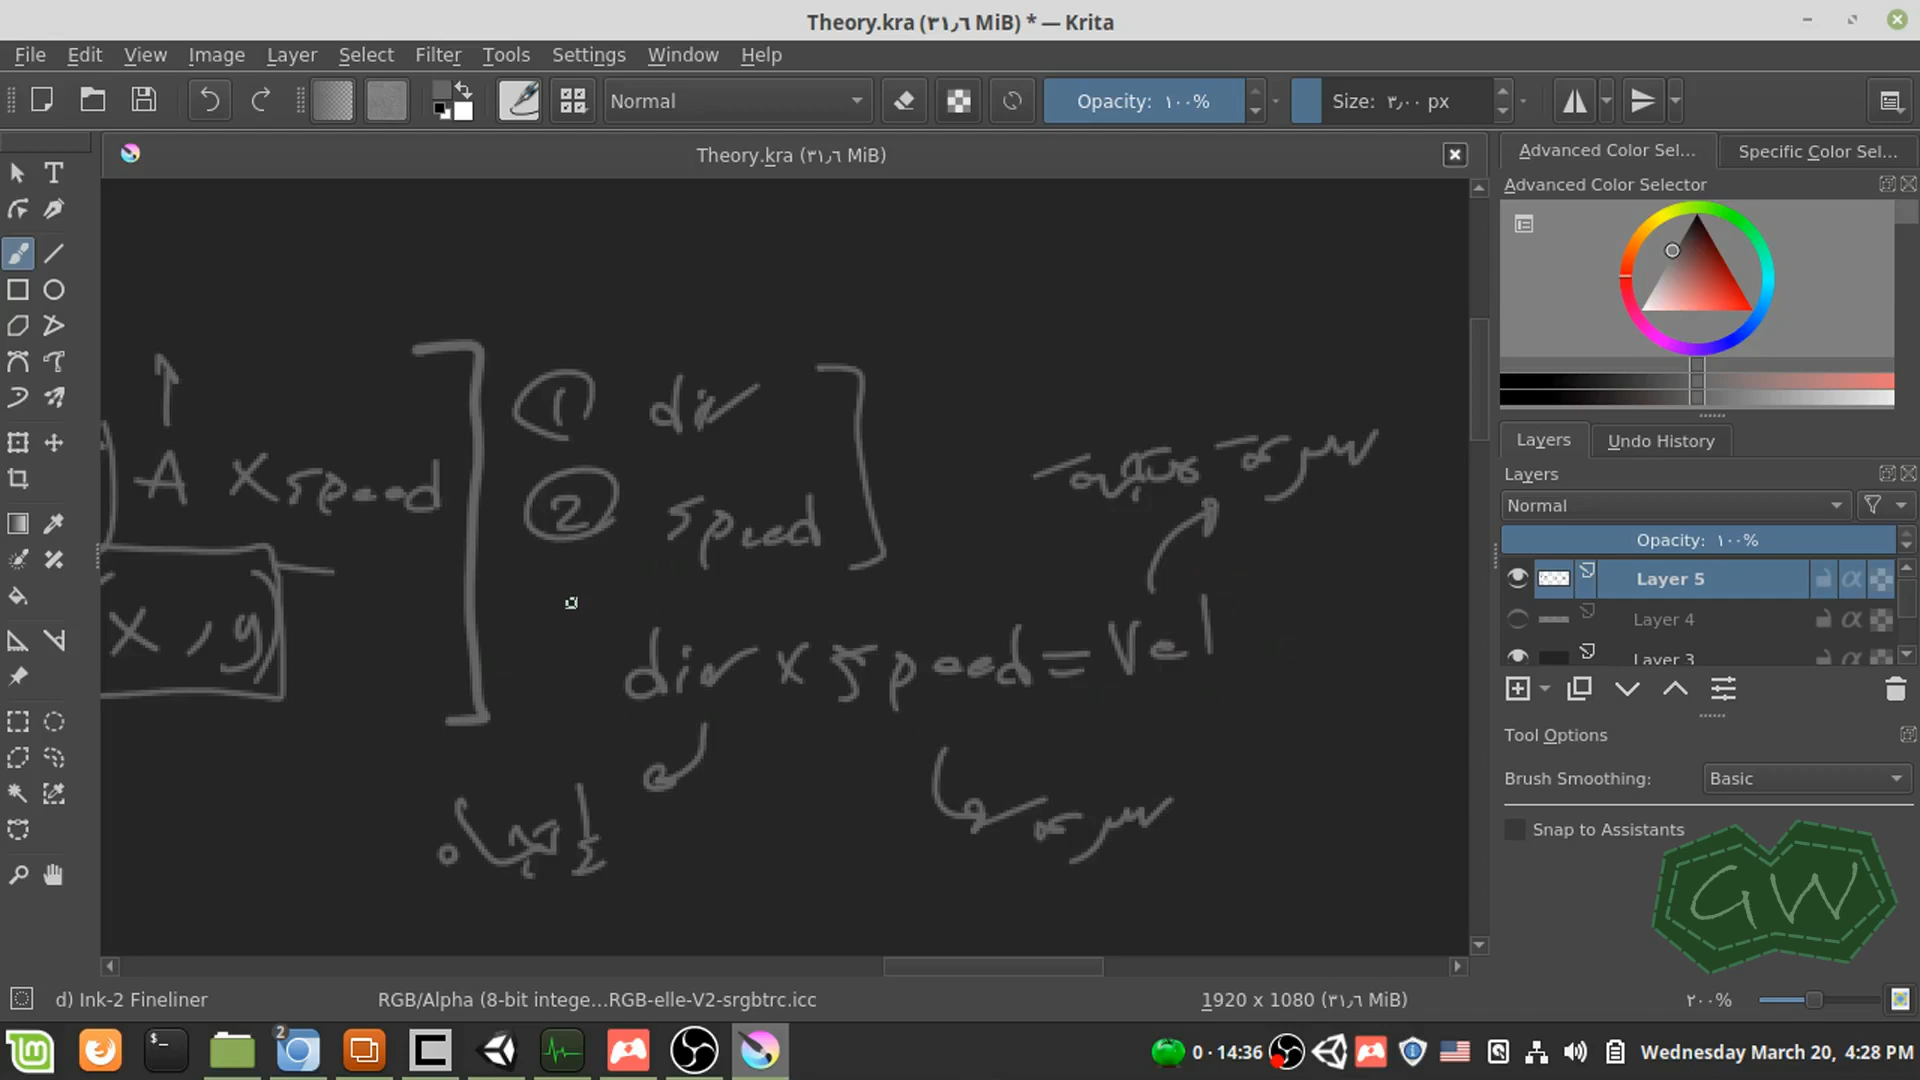 Theory.kra (٣١٫٦ MiB) * — Krita
File Edit View Image Layer Select Filter Tools Settings Window Help
Normal Opacity: ١٠٠% Size: ٣٫٠٠ px
Theory.kra (٣١٫٦ MiB)
Advanced Color Sel... Specific Color Sel...
Advanced Color Selector
① dir
② speed
A X speed
X , y)
dir x speed = Vel
اتجاه
سرعة
سرعة متجهة
Layers Undo History
Layers
Normal
Opacity: ١٠٠%
Layer 5
Layer 4
Layer 3
Tool Options
Brush Smoothing: Basic
Snap to Assistants
GW
d) Ink-2 Fineliner RGB/Alpha (8-bit intege...RGB-elle-V2-srgbtrc.icc 1920 x 1080 (٣١٫٦ MiB) ٢٠٠%
2 0 · 14:36 Wednesday March 20, 4:28 PM